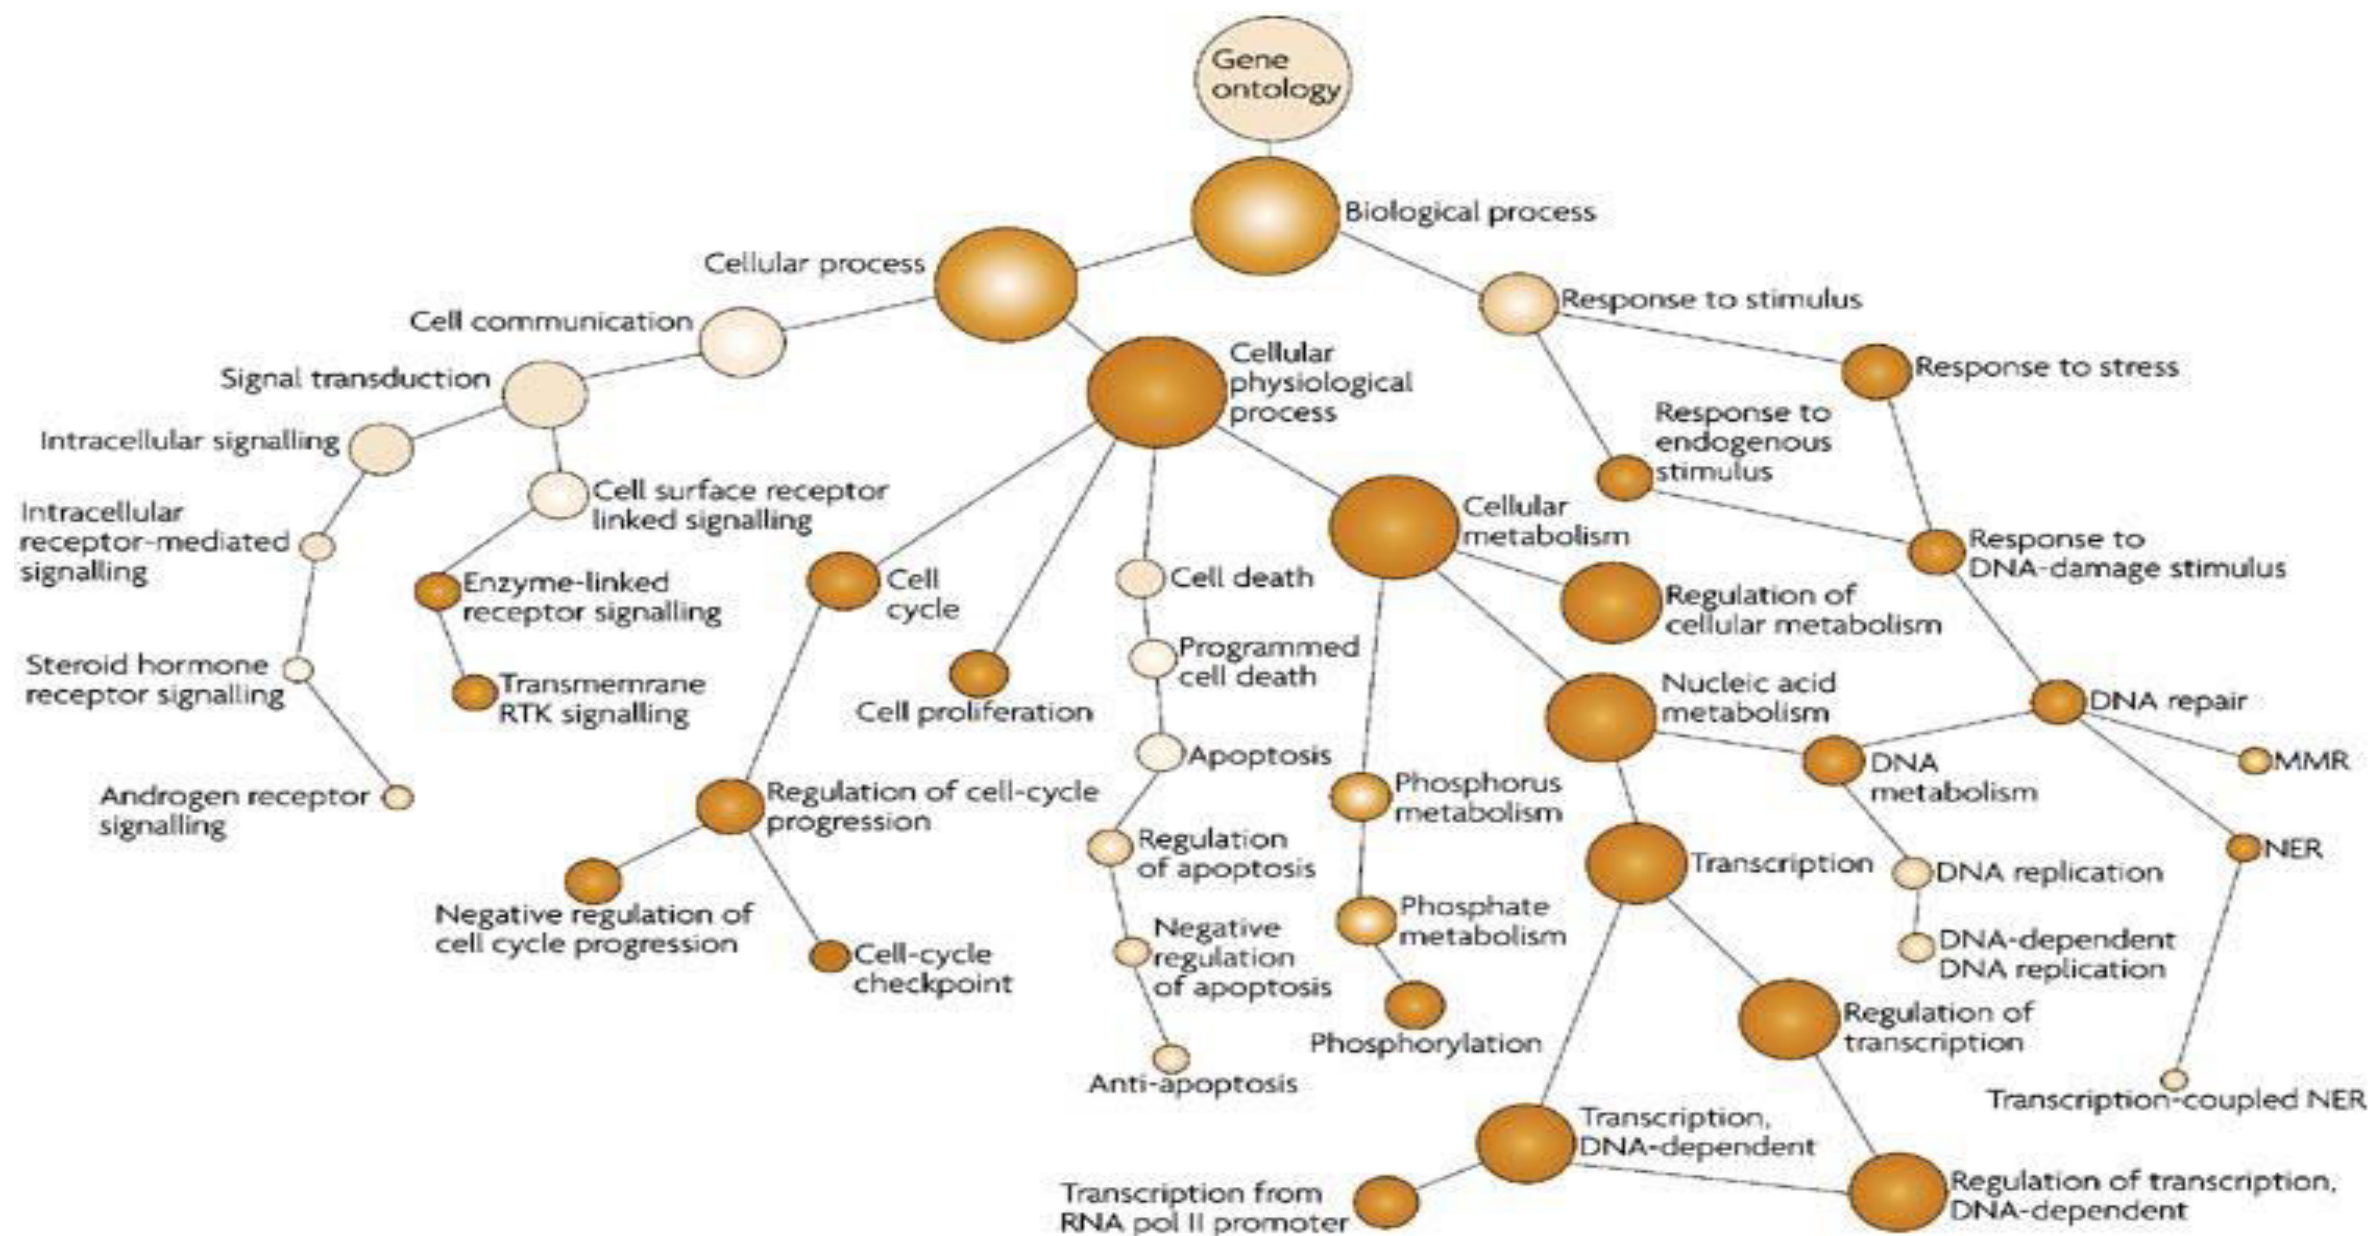 Gene
ontology
Biological process
Cellular process
Response to stimulus
Cell communication
Cellular
physiological
process
Response to stress
Signal transduction
Response to
endogenous
stimulus
Intracellular signalling
Cell surface receptor
linked signalling
Cellular
metabolism
Intracellular
receptor-mediated
signalling
Response to
DNA-damage stimulus
Enzyme-linked
receptor signalling
Cell
cycle
Cell death
Regulation of
cellular metabolism
Steroid hormone
receptor signalling
Transmemrane
RTK signalling
Cell proliferation
Programmed
cell death
Nucleic acid
metabolism
DNA repair
Apoptosis
DNA
metabolism
MMR
Androgen receptor
signalling
Regulation of cell-cycle
progression
Phosphorus
metabolism
Regulation
of apoptosis
Transcription
DNA replication
NER
Negative regulation of
cell cycle progression
Cell-cycle
checkpoint
Negative
regulation
of apoptosis
Phosphate
metabolism
DNA-dependent
DNA replication
Phosphorylation
Regulation of
transcription
Anti-apoptosis
Transcription-coupled NER
Transcription,
DNA-dependent
Transcription from
RNA pol II promoter
Regulation of transcription,
DNA-dependent